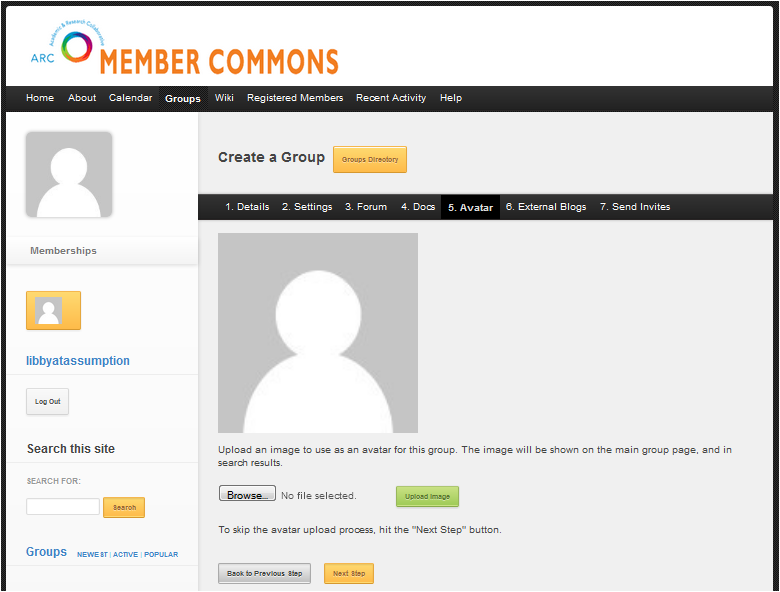 Academic & Research Collaborative
ARC
MEMBER COMMONS
Home About Calendar Groups Wiki Registered Members Recent Activity Help
Create a Group
Groups Directory
1. Details 2. Settings 3. Forum 4. Docs 5. Avatar 6. External Blogs 7. Send Invites
Memberships
libbyatassumption
Log Out
Search this site
SEARCH FOR:
Search
Groups NEWEST | ACTIVE | POPULAR
Upload an image to use as an avatar for this group. The image will be shown on the main group page, and in
search results.
Browse... No file selected. Upload Image
To skip the avatar upload process, hit the "Next Step" button.
Back to Previous Step Next Step